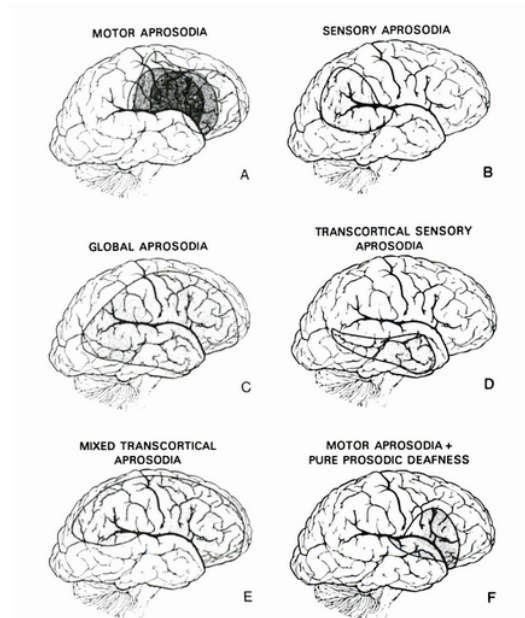 MOTOR APROSODIA
SENSORY APROSODIA
A
B
GLOBAL APROSODIA
TRANSCORTICAL SENSORY
APROSODIA
C
D
MIXED TRANSCORTICAL
APROSODIA
MOTOR APROSODIA +
PURE PROSODIC DEAFNESS
E
F